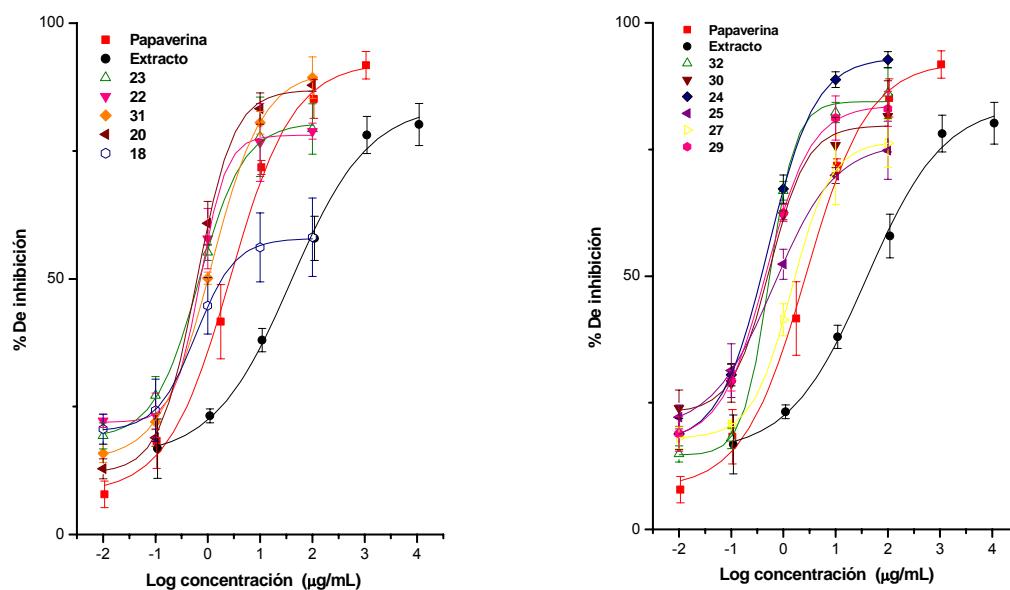 100
Papaverina
Extracto
23
22
31
20
18
50
0
% De inhibición
-2 -1 0 1 2 3 4
Log concentración (µg/mL)
100
Papaverina
Extracto
32
30
24
25
27
29
50
0
% De inhibición
-2 -1 0 1 2 3 4
Log concentración (µg/mL)